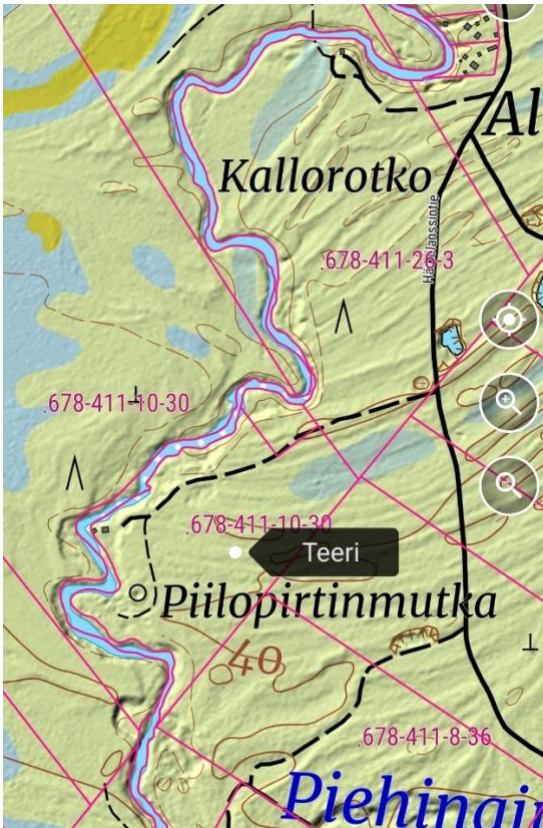 Al
Kallorotko
.678-411-26-3
.678-411-10-30
.678-411-10-30
Teeri
Piilopirtinmutka
40
.678-411-8-36
Piehingin